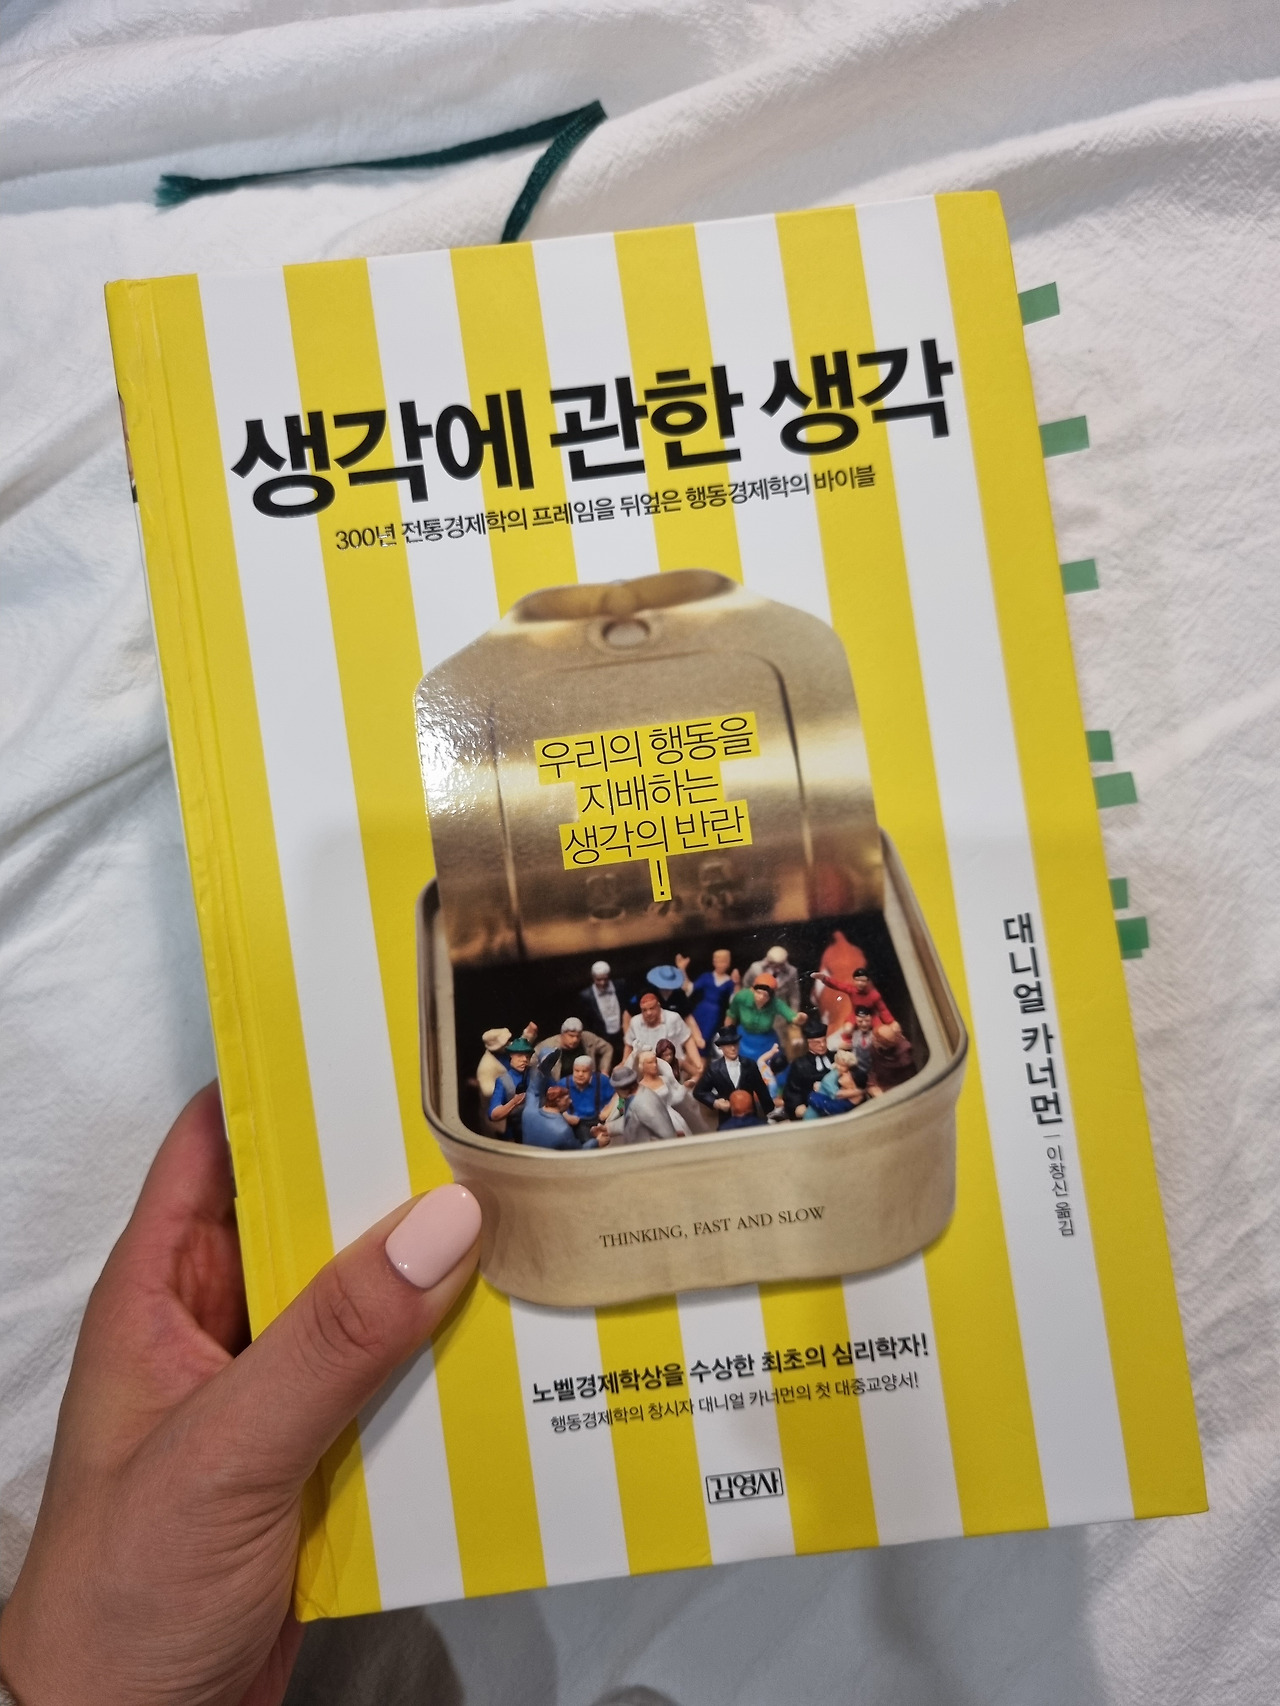 생각에 관한 생각
300년 전통경제학의 프레임을 뒤엎은 행동경제학의 바이블
우리의 행동을
지배하는
생각의 반란
!
대니얼 카너먼 | 이창신 옮김
THINKING, FAST AND SLOW
노벨경제학상을 수상한 최초의 심리학자!
행동경제학의 창시자 대니얼 카너먼의 첫 대중교양서!
김영사